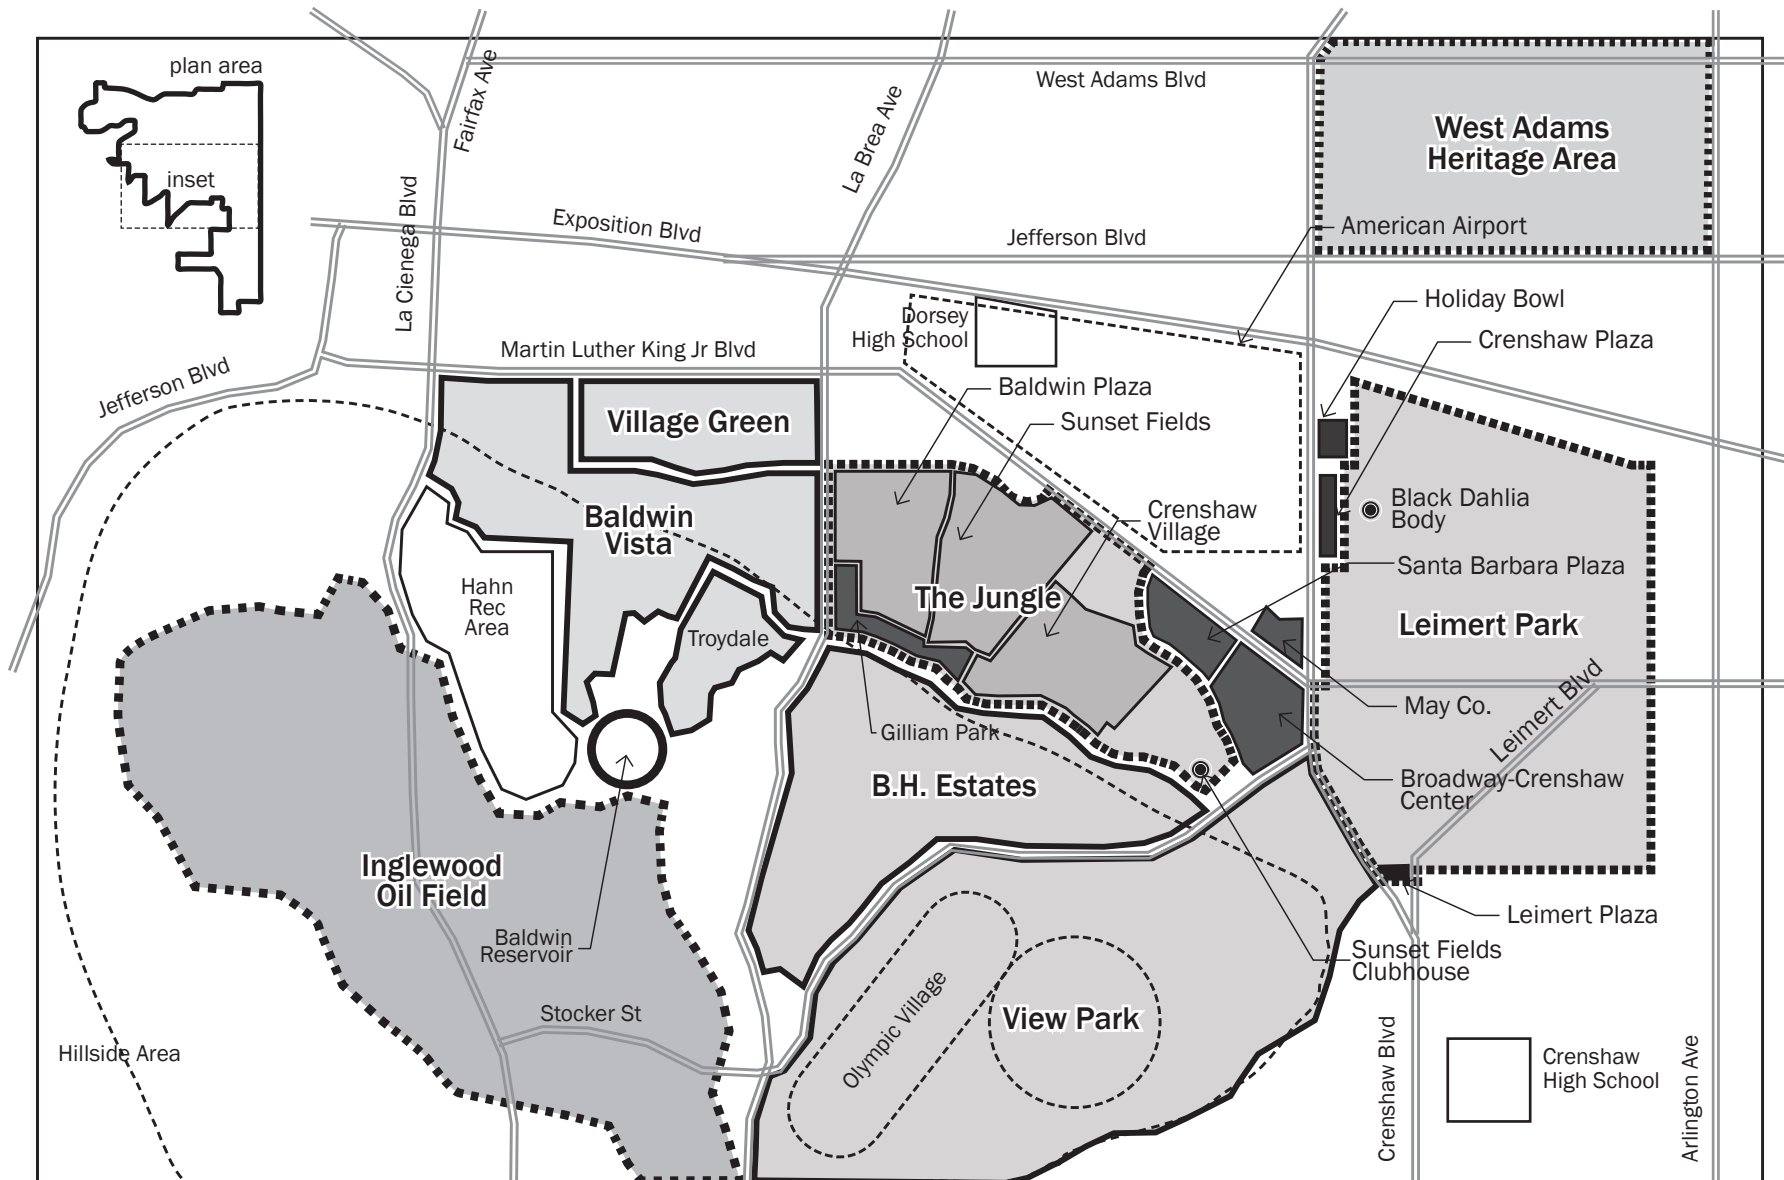 plan area
inset
Fairfax Ave
La Cienega Blvd
La Brea Ave
West Adams Blvd
West Adams
Heritage Area
Exposition Blvd
Jefferson Blvd
American Airport
Holiday Bowl
Crenshaw Plaza
Dorsey
High School
Martin Luther King Jr Blvd
Jefferson Blvd
Baldwin Plaza
Sunset Fields
Village Green
Baldwin
Vista
Crenshaw
Village
Black Dahlia
Body
Santa Barbara Plaza
Hahn
Rec
Area
The Jungle
Troydale
Leimert Park
May Co.
Leimert Blvd
Gilliam Park
B.H. Estates
Broadway-Crenshaw
Center
Inglewood
Oil Field
Baldwin
Reservoir
Leimert Plaza
Sunset Fields
Clubhouse
Stocker St
Olympic Village
View Park
Hillside Area
Crenshaw Blvd
Crenshaw
High School
Arlington Ave